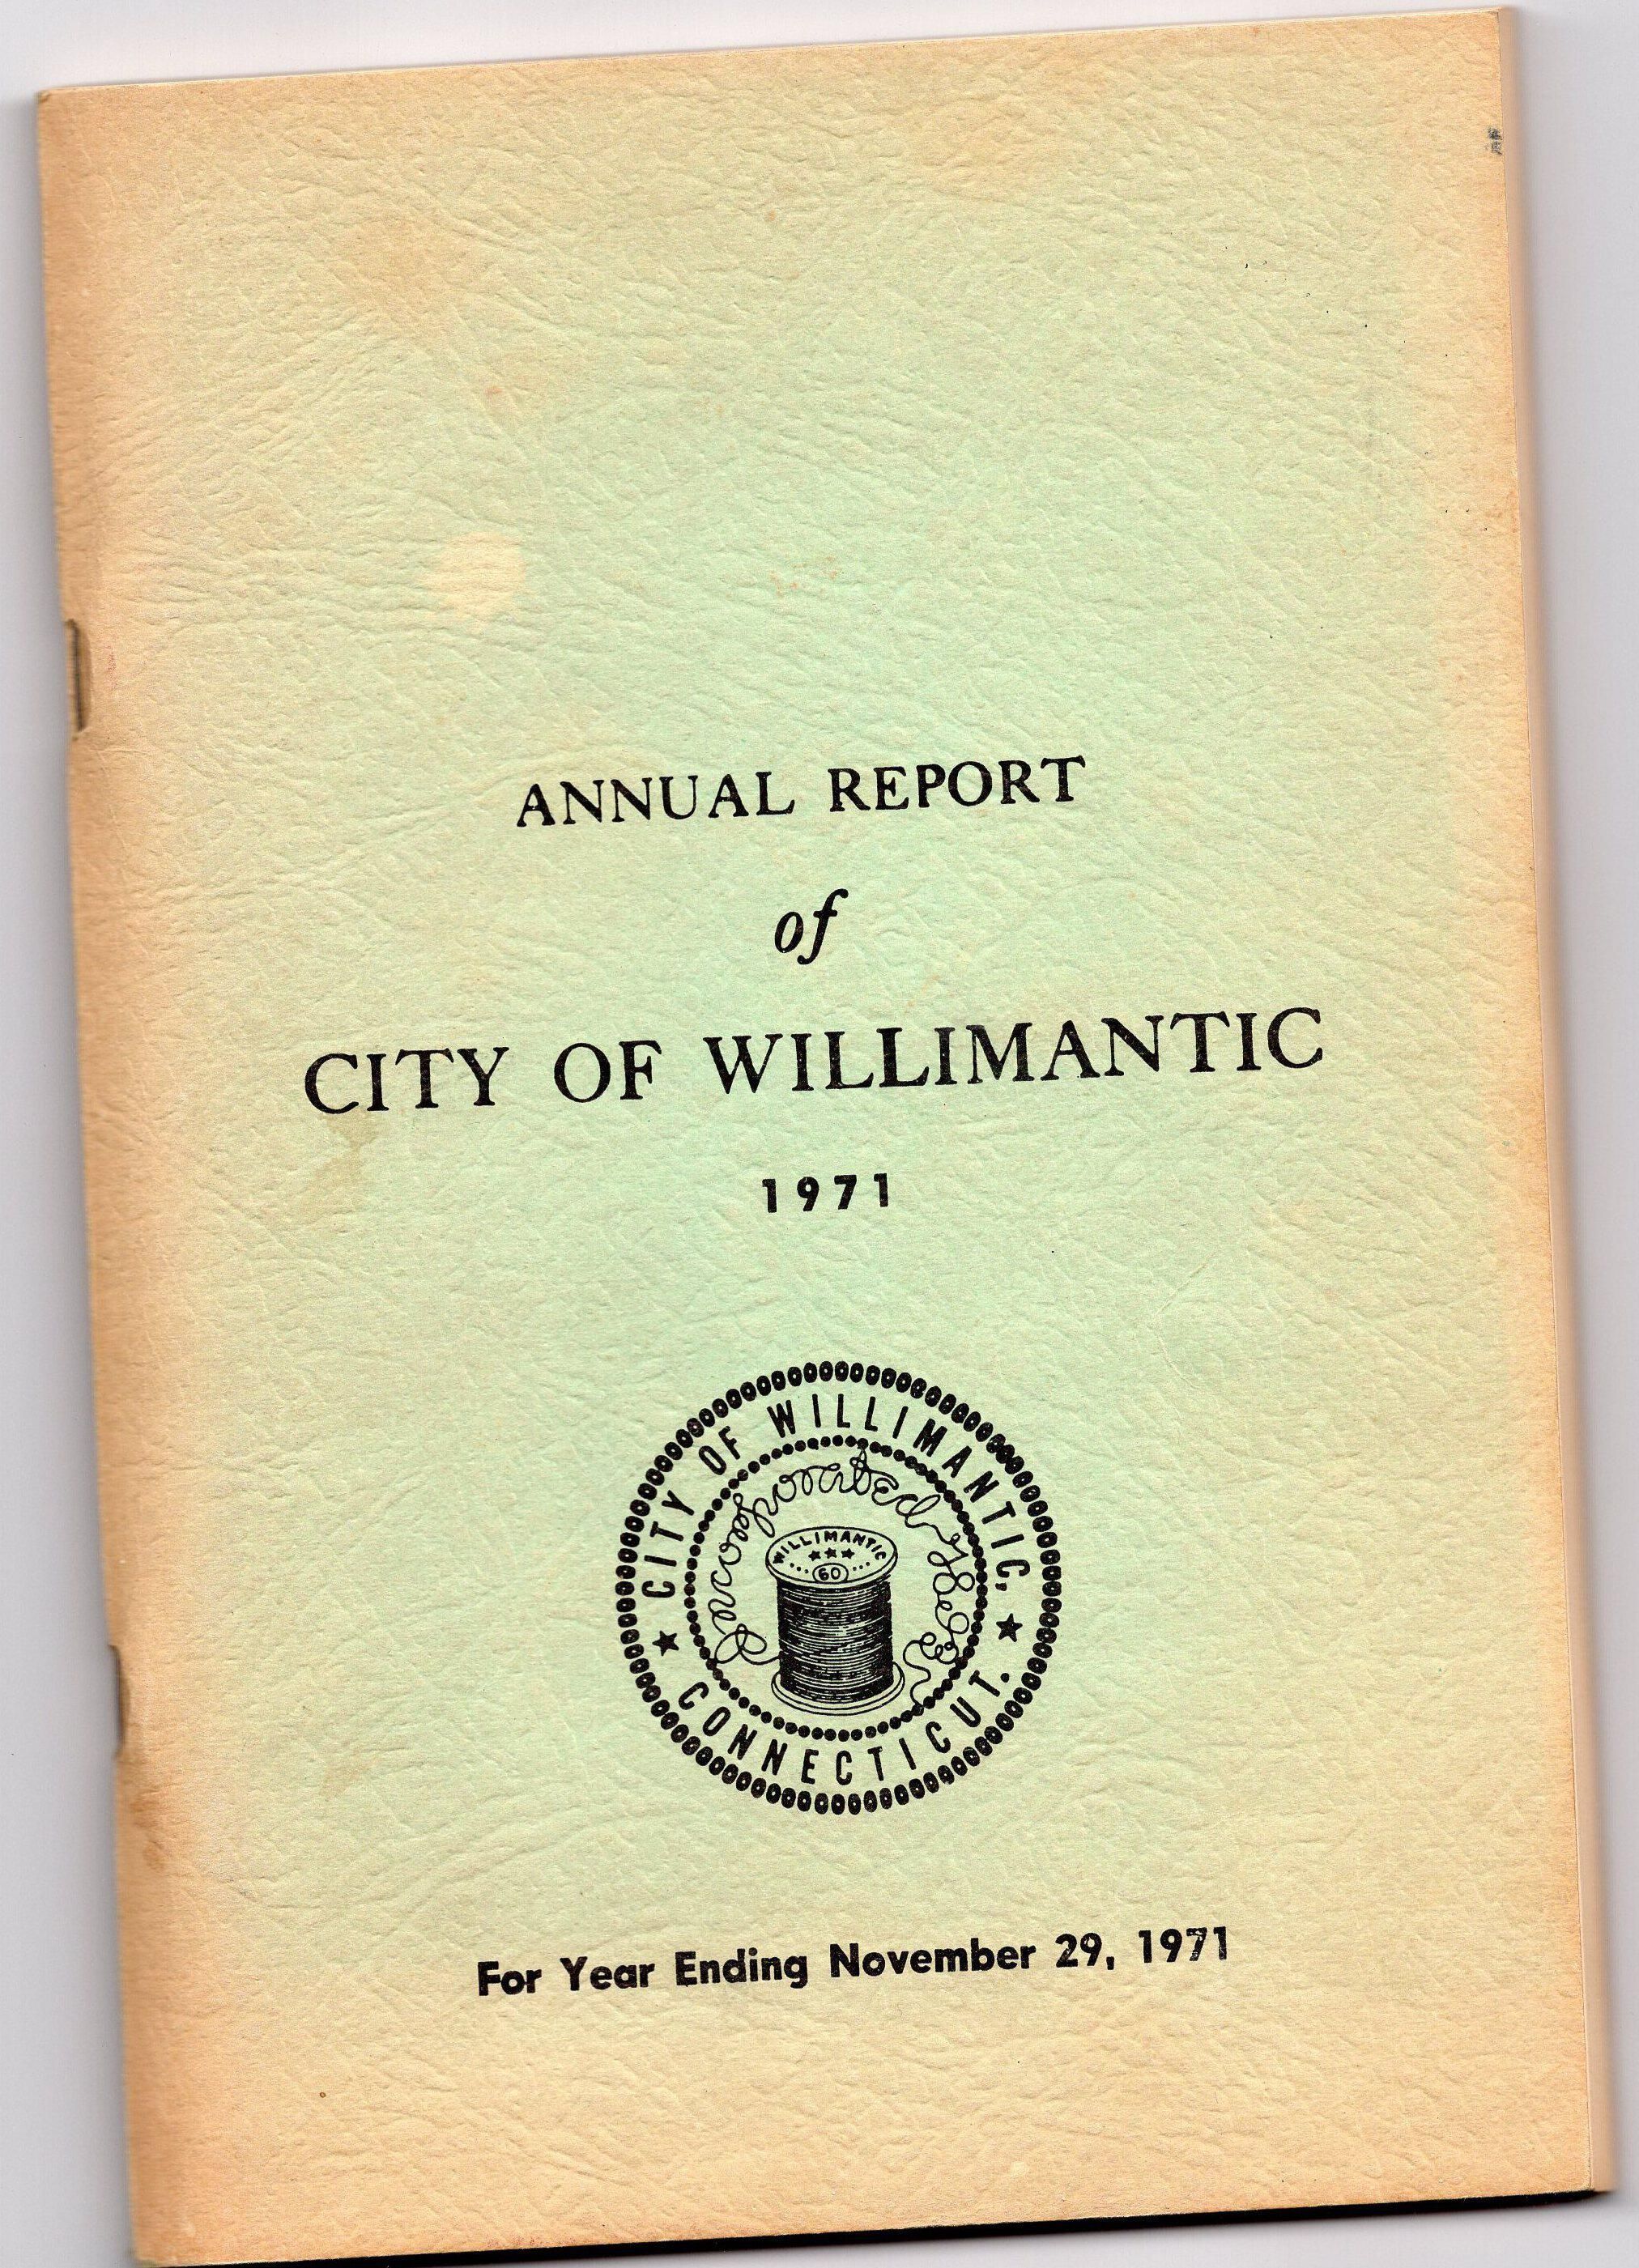 ANNUAL REPORT
of
CITY OF WILLIMANTIC
1971
CITY OF WILLIMANTIC,
WILLIMANTIC
60
CONNECTICUT.
For Year Ending November 29, 1971